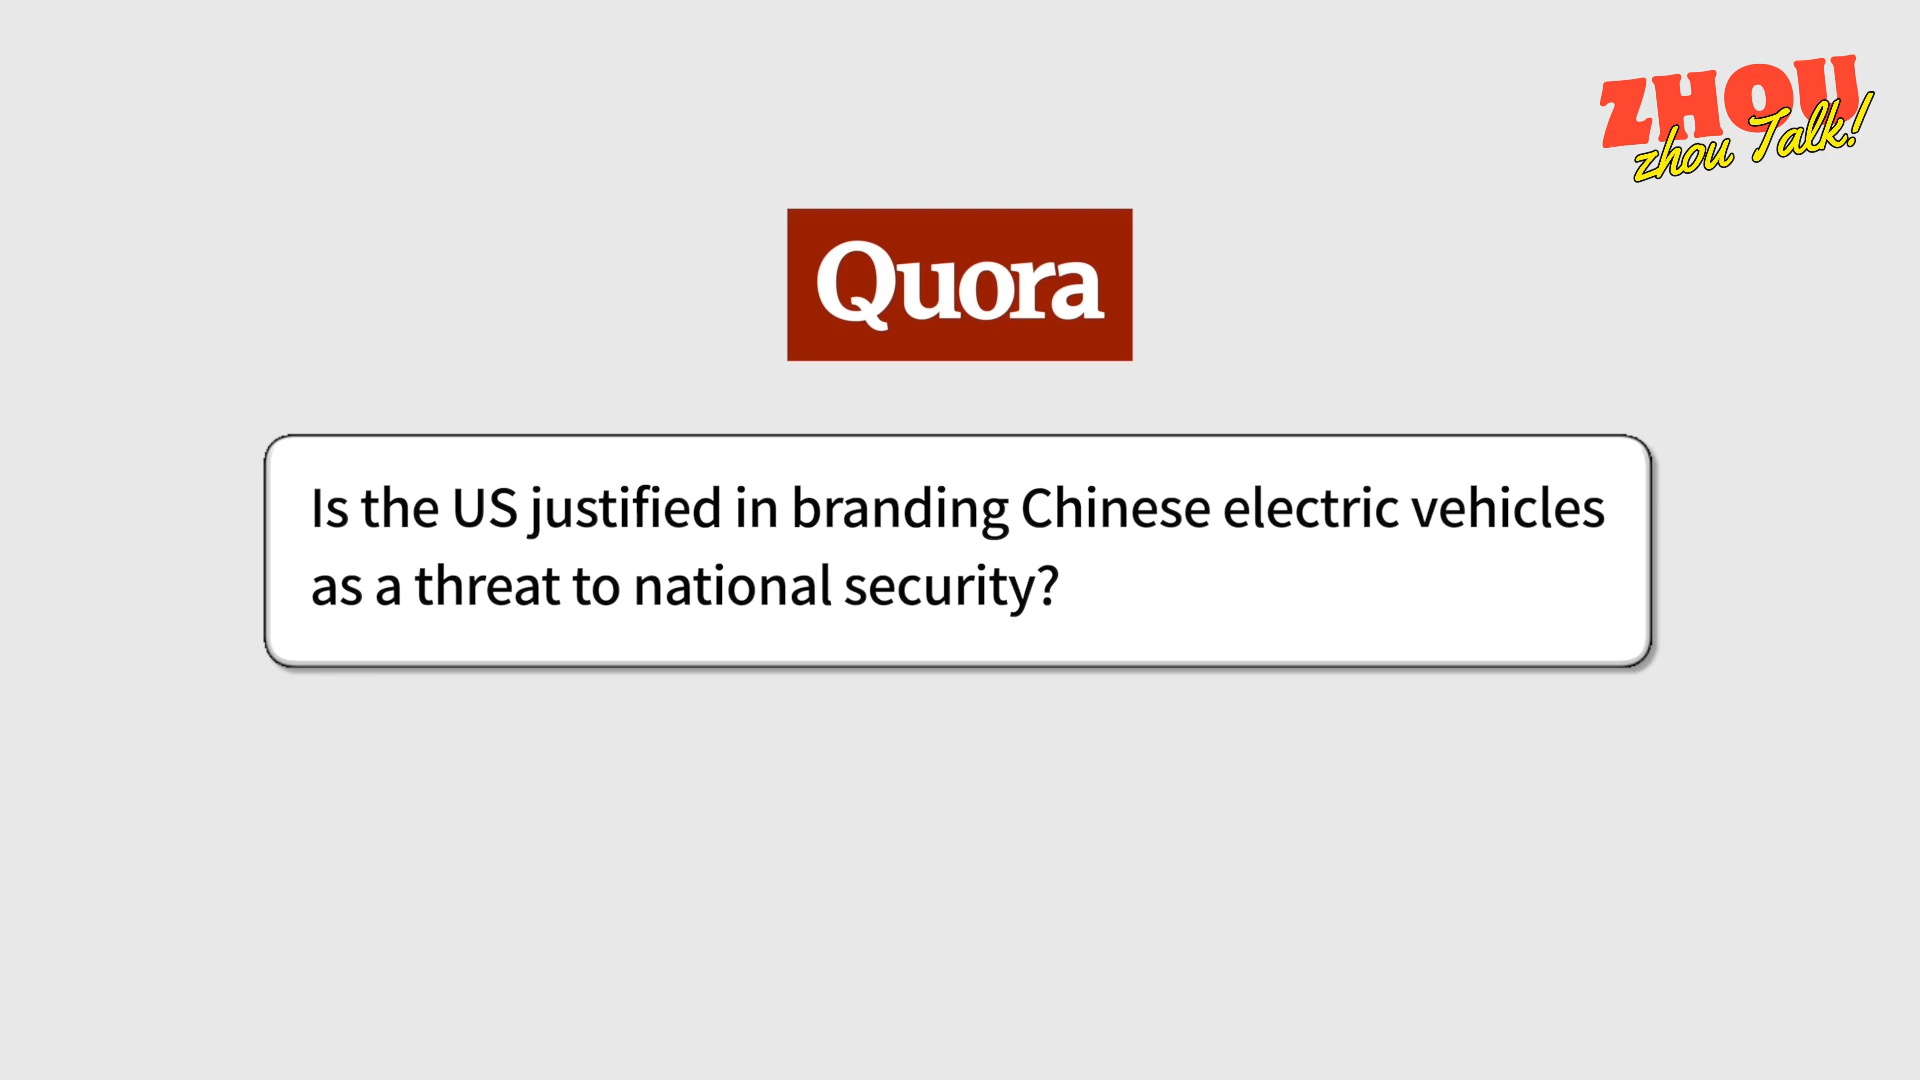 ZHOU
zhou Talk!
Quora
Is the US justified in branding Chinese electric vehicles
as a threat to national security?